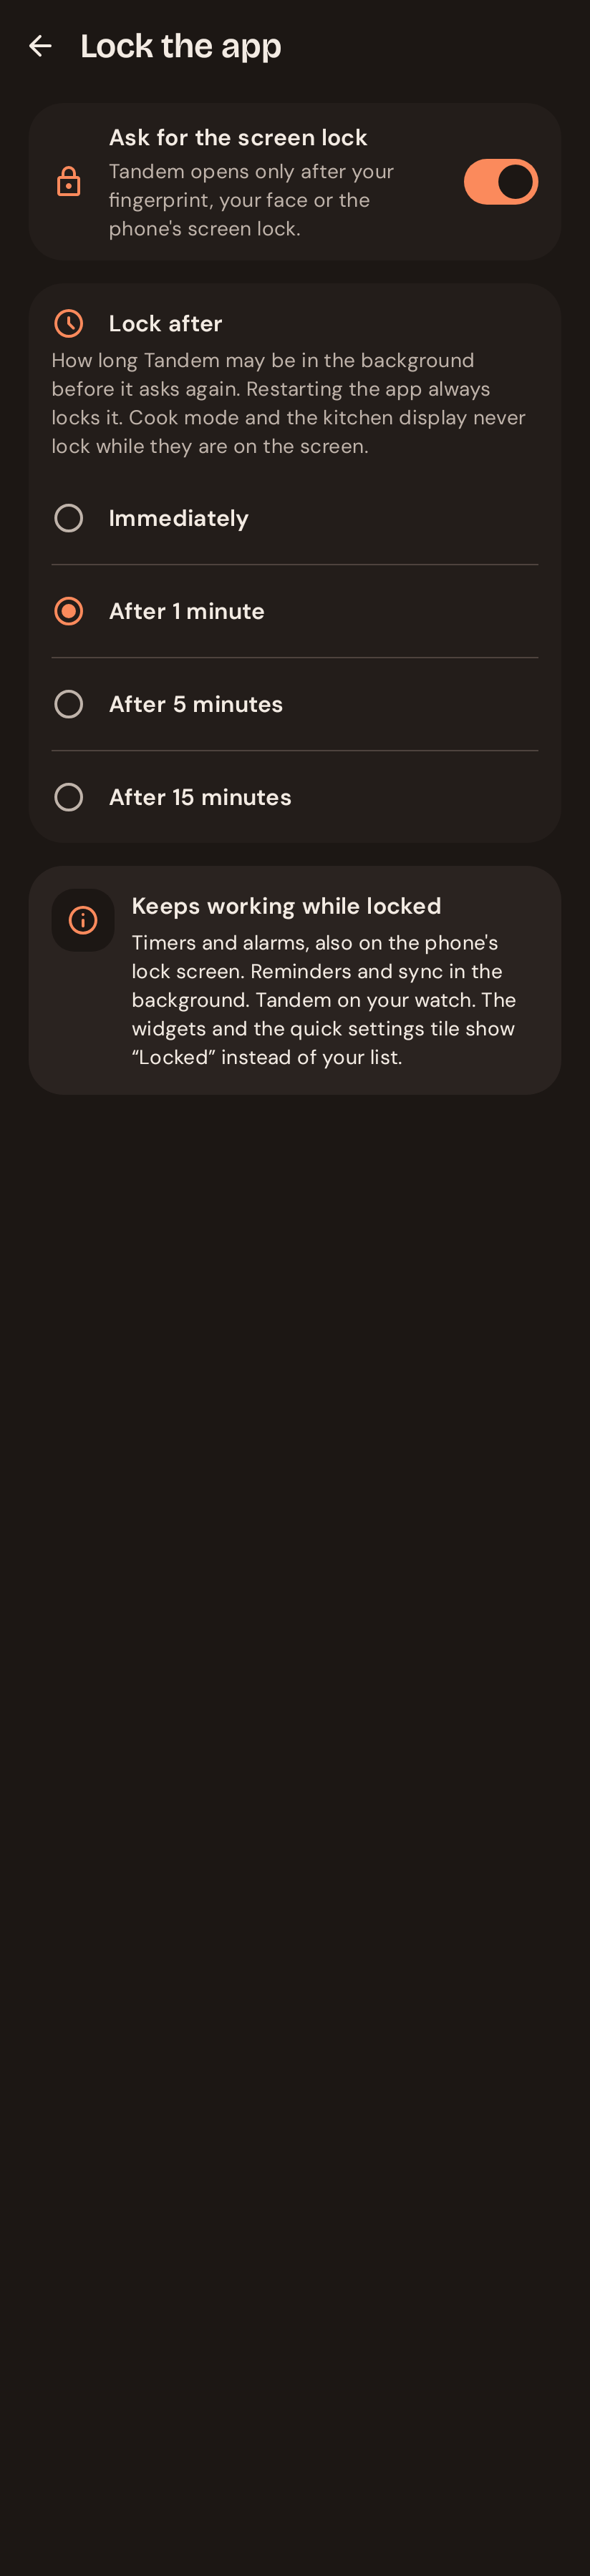 Lock the app
Ask for the screen lock
Tandem opens only after your
fingerprint, your face or the
phone's screen lock.
Lock after
How long Tandem may be in the background
before it asks again. Restarting the app always
locks it. Cook mode and the kitchen display never
lock while they are on the screen.
Immediately
After 1 minute
After 5 minutes
After 15 minutes
Keeps working while locked
Timers and alarms, also on the phone's
lock screen. Reminders and sync in the
background. Tandem on your watch. The
widgets and the quick settings tile show
“Locked” instead of your list.